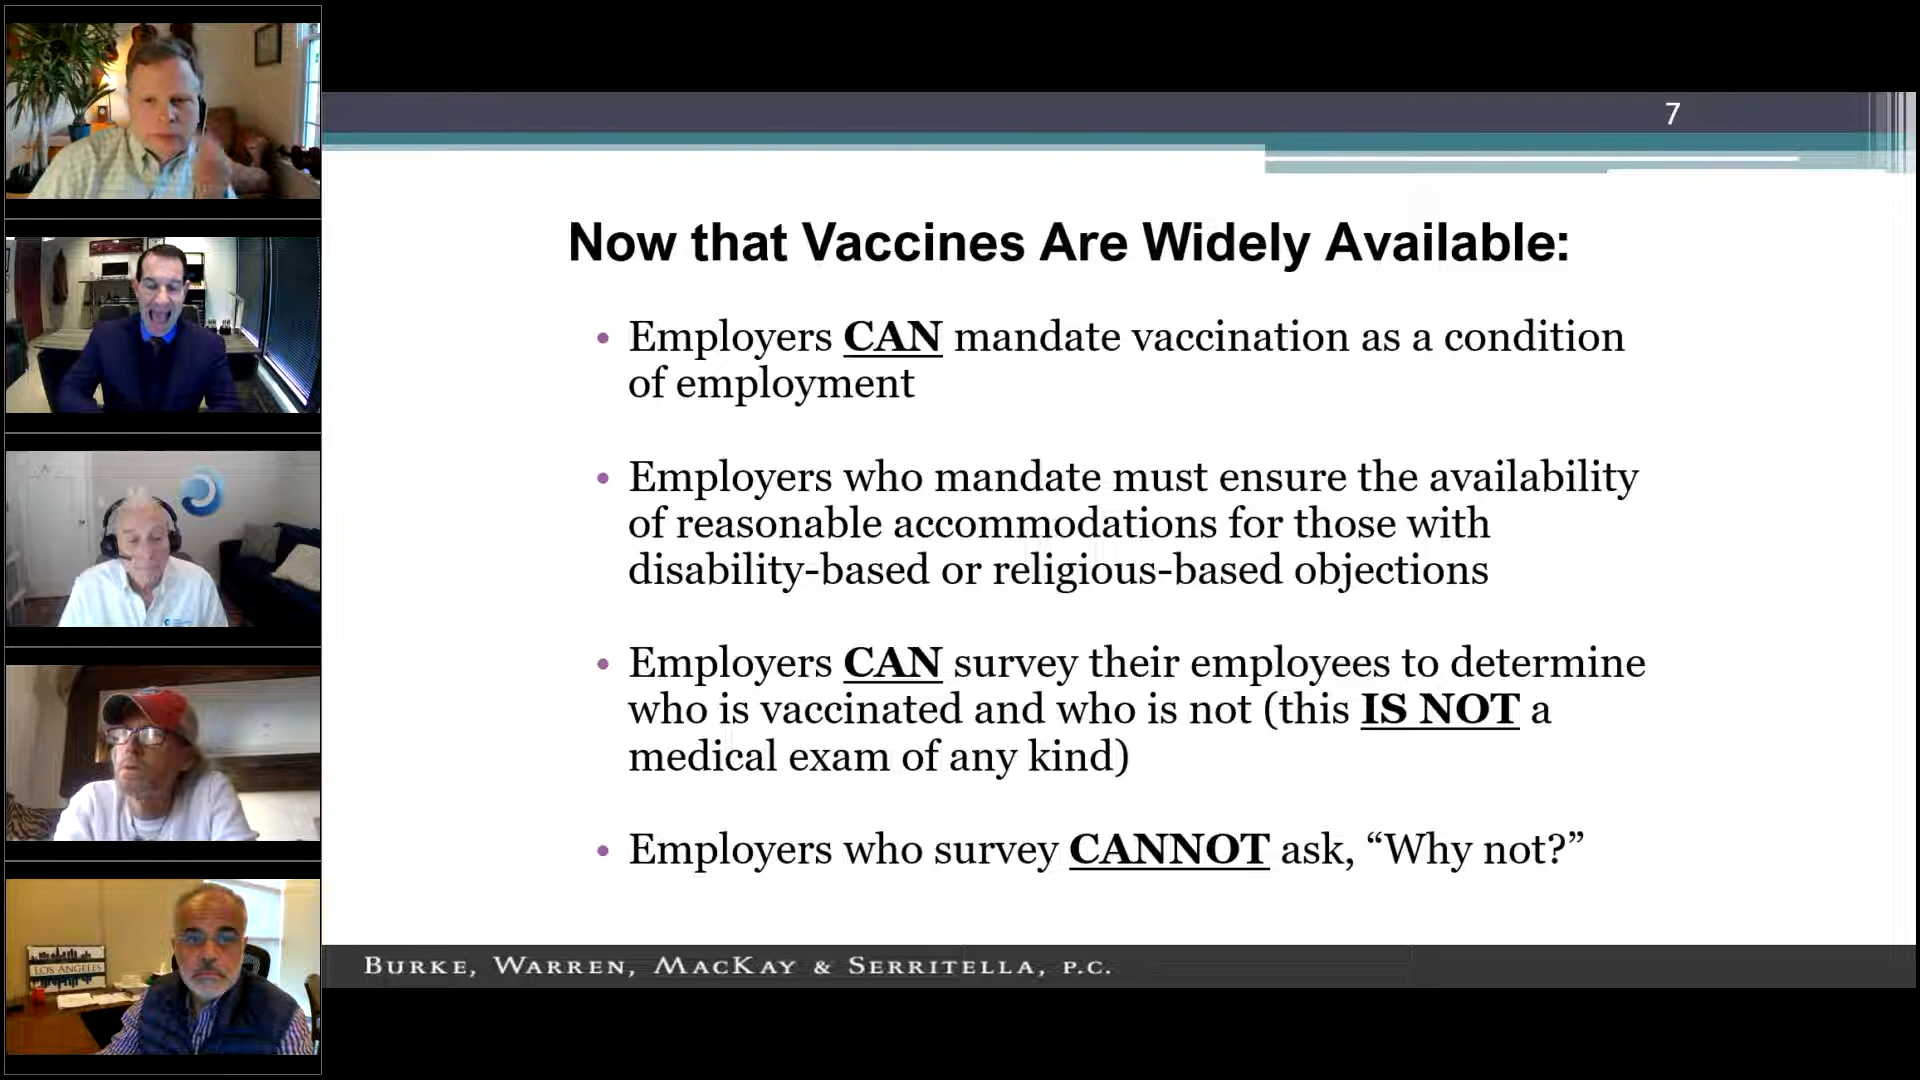 7
Now that Vaccines Are Widely Available:
• Employers CAN mandate vaccination as a condition
of employment
• Employers who mandate must ensure the availability
of reasonable accommodations for those with
disability-based or religious-based objections
• Employers CAN survey their employees to determine
who is vaccinated and who is not (this IS NOT a
medical exam of any kind)
• Employers who survey CANNOT ask, “Why not?”
BURKE, WARREN, MACKAY & SERRITELLA, P.C.
LOS ANGELES